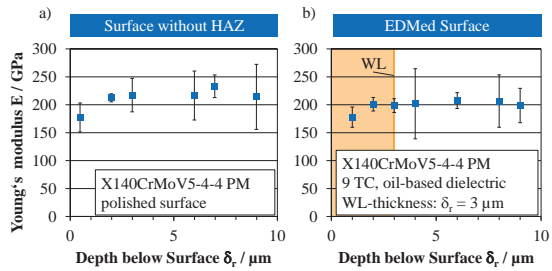 a)
Surface without HAZ
b)
EDMed Surface
Young's modulus E / GPa
300
250
200
150
100
50
0
X140CrMoV5-4-4 PM
polished surface
0
5
10
Depth below Surface δr / μm
300
250
200
150
100
50
0
WL
X140CrMoV5-4-4 PM
9 TC, oil-based dielectric
WL-thickness: δr = 3 μm
0
5
10
Depth below Surface δr / μm